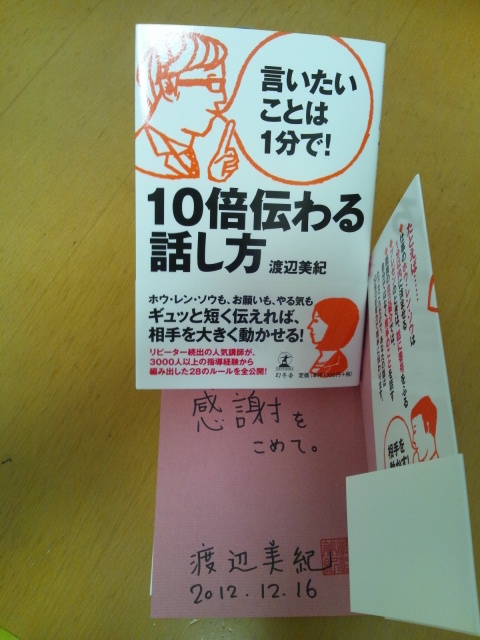 言いたい
ことは
1分で!
10倍伝わる
話し方
渡辺美紀
ホウ・レン・ソウも、お願いも、やる気も
ギュッと短く伝えれば、
相手を大きく動かせる!
リピーター続出の人気講師が、
3000人以上の指導経験から
編み出した28のルールを全公開!
幻冬舎
感謝を
こめて。
渡辺美紀
2012.12.16
たとえば……
相手を